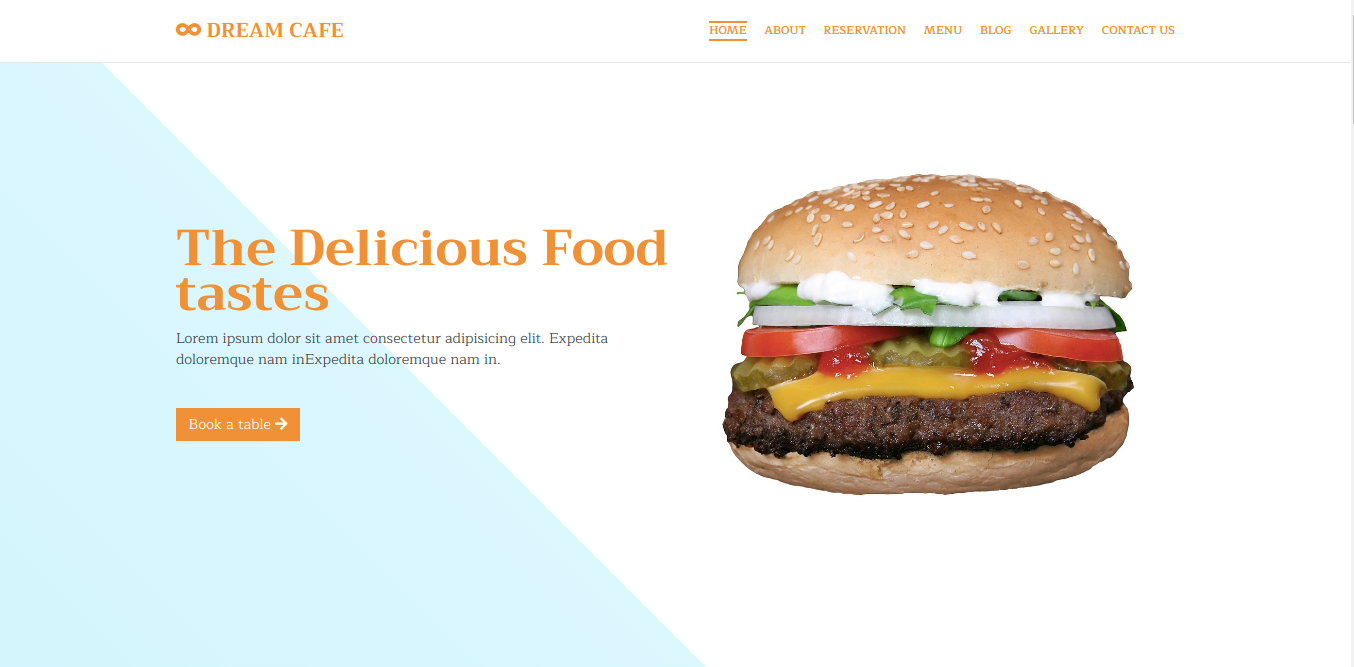 DREAM CAFE
HOME ABOUT RESERVATION MENU BLOG GALLERY CONTACT US
The Delicious Food
tastes
Lorem ipsum dolor sit amet consectetur adipisicing elit. Expedita
doloremque nam inExpedita doloremque nam in.
Book a table